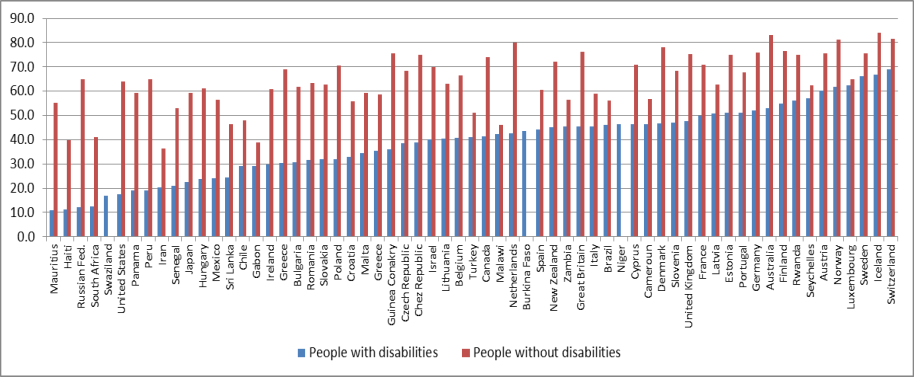 90.0
80.0
70.0
60.0
50.0
40.0
30.0
20.0
10.0
0.0
Mauritius
Haiti
Russian Fed.
South Africa
Swaziland
United States
Panama
Peru
Iran
Senegal
Japan
Hungary
Mexico
Sri Lanka
Chile
Gabon
Ireland
Greece
Bulgaria
Romania
Slovakia
Poland
Croatia
Malta
Greece
Guinea Conakry
Czech Republic
Chez Republic
Israel
Lithuania
Belgium
Turkey
Canada
Malawi
Netherlands
Burkina Faso
Spain
New Zealand
Zambia
Great Britain
Italy
Brazil
Niger
Cyprus
Cameroun
Denmark
Slovenia
United Kingdom
France
Latvia
Estonia
Portugal
Germany
Australia
Finland
Rwanda
Seychelles
Austria
Norway
Luxembourg
Sweden
Iceland
Switzerland
People with disabilities
People without disabilities